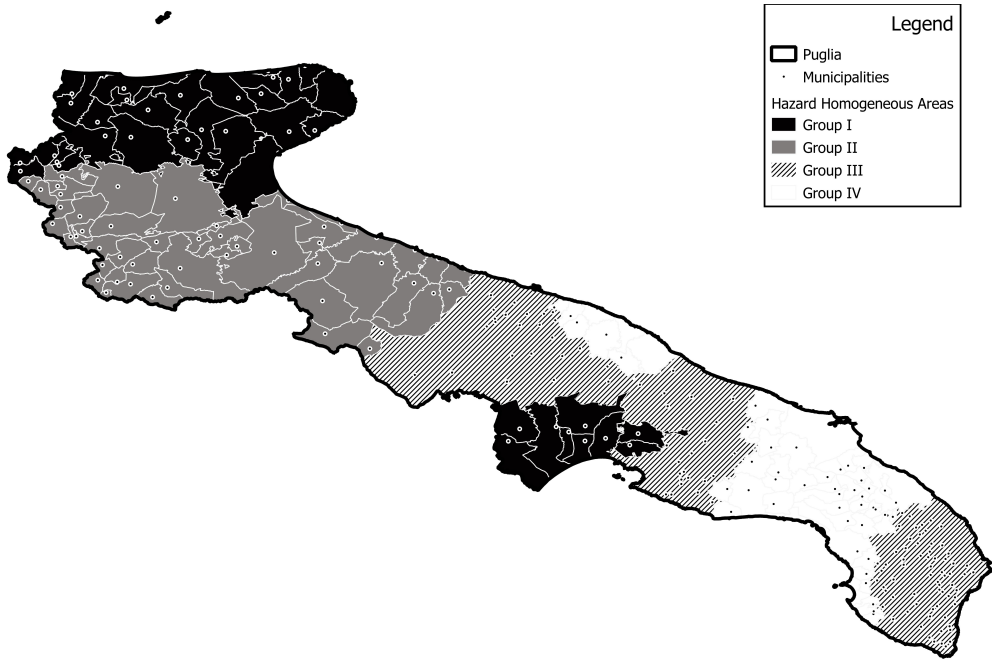 Legend
Puglia
Municipalities
Hazard Homogeneous Areas
Group I
Group II
Group III
Group IV